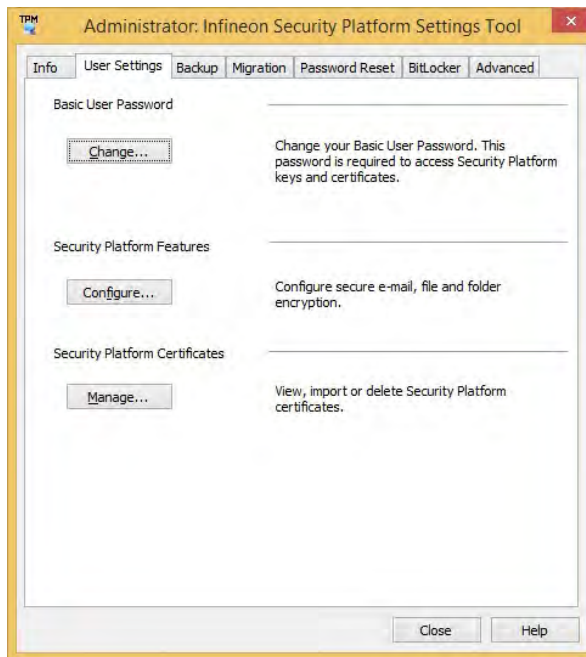 TPM
Administrator: Infineon Security Platform Settings Tool
Info User Settings Backup Migration Password Reset BitLocker Advanced
Basic User Password
Change...
Change your Basic User Password. This
password is required to access Security Platform
keys and certificates.
Security Platform Features
Configure...
Configure secure e-mail, file and folder
encryption.
Security Platform Certificates
Manage...
View, import or delete Security Platform
certificates.
Close Help